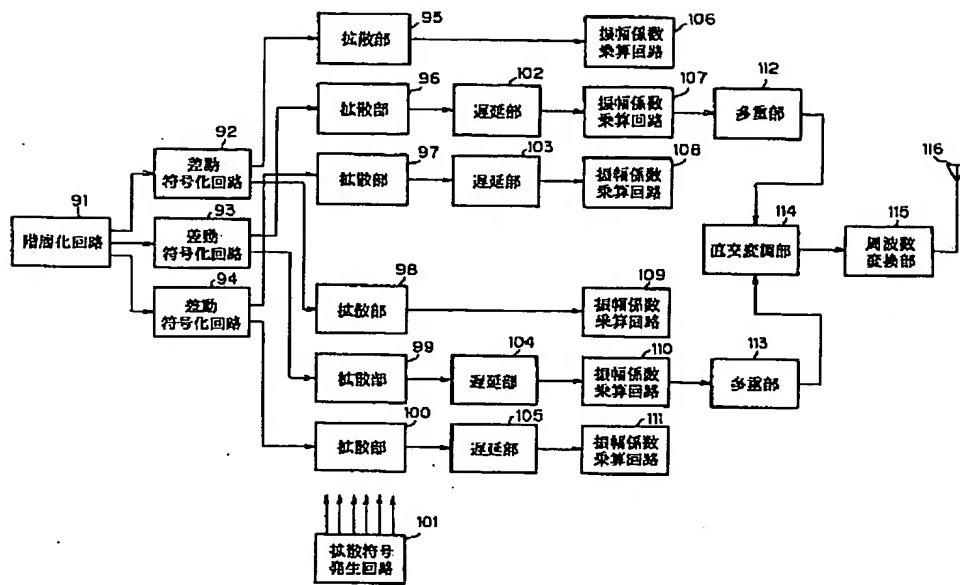 95
拡散部
106
振幅係数
乗算回路
96
拡散部
102
遅延部
107
振幅係数
乗算回路
112
多重部
92
差動
符号化回路
97
拡散部
103
遅延部
108
振幅係数
乗算回路
116
91
階層化回路
93
差動
符号化回路
114
直交変調部
115
周波数
変換部
94
差動
符号化回路
98
拡散部
109
振幅係数
乗算回路
99
拡散部
104
遅延部
110
振幅係数
乗算回路
113
多重部
100
拡散部
105
遅延部
111
振幅係数
乗算回路
101
拡散符号
発生回路